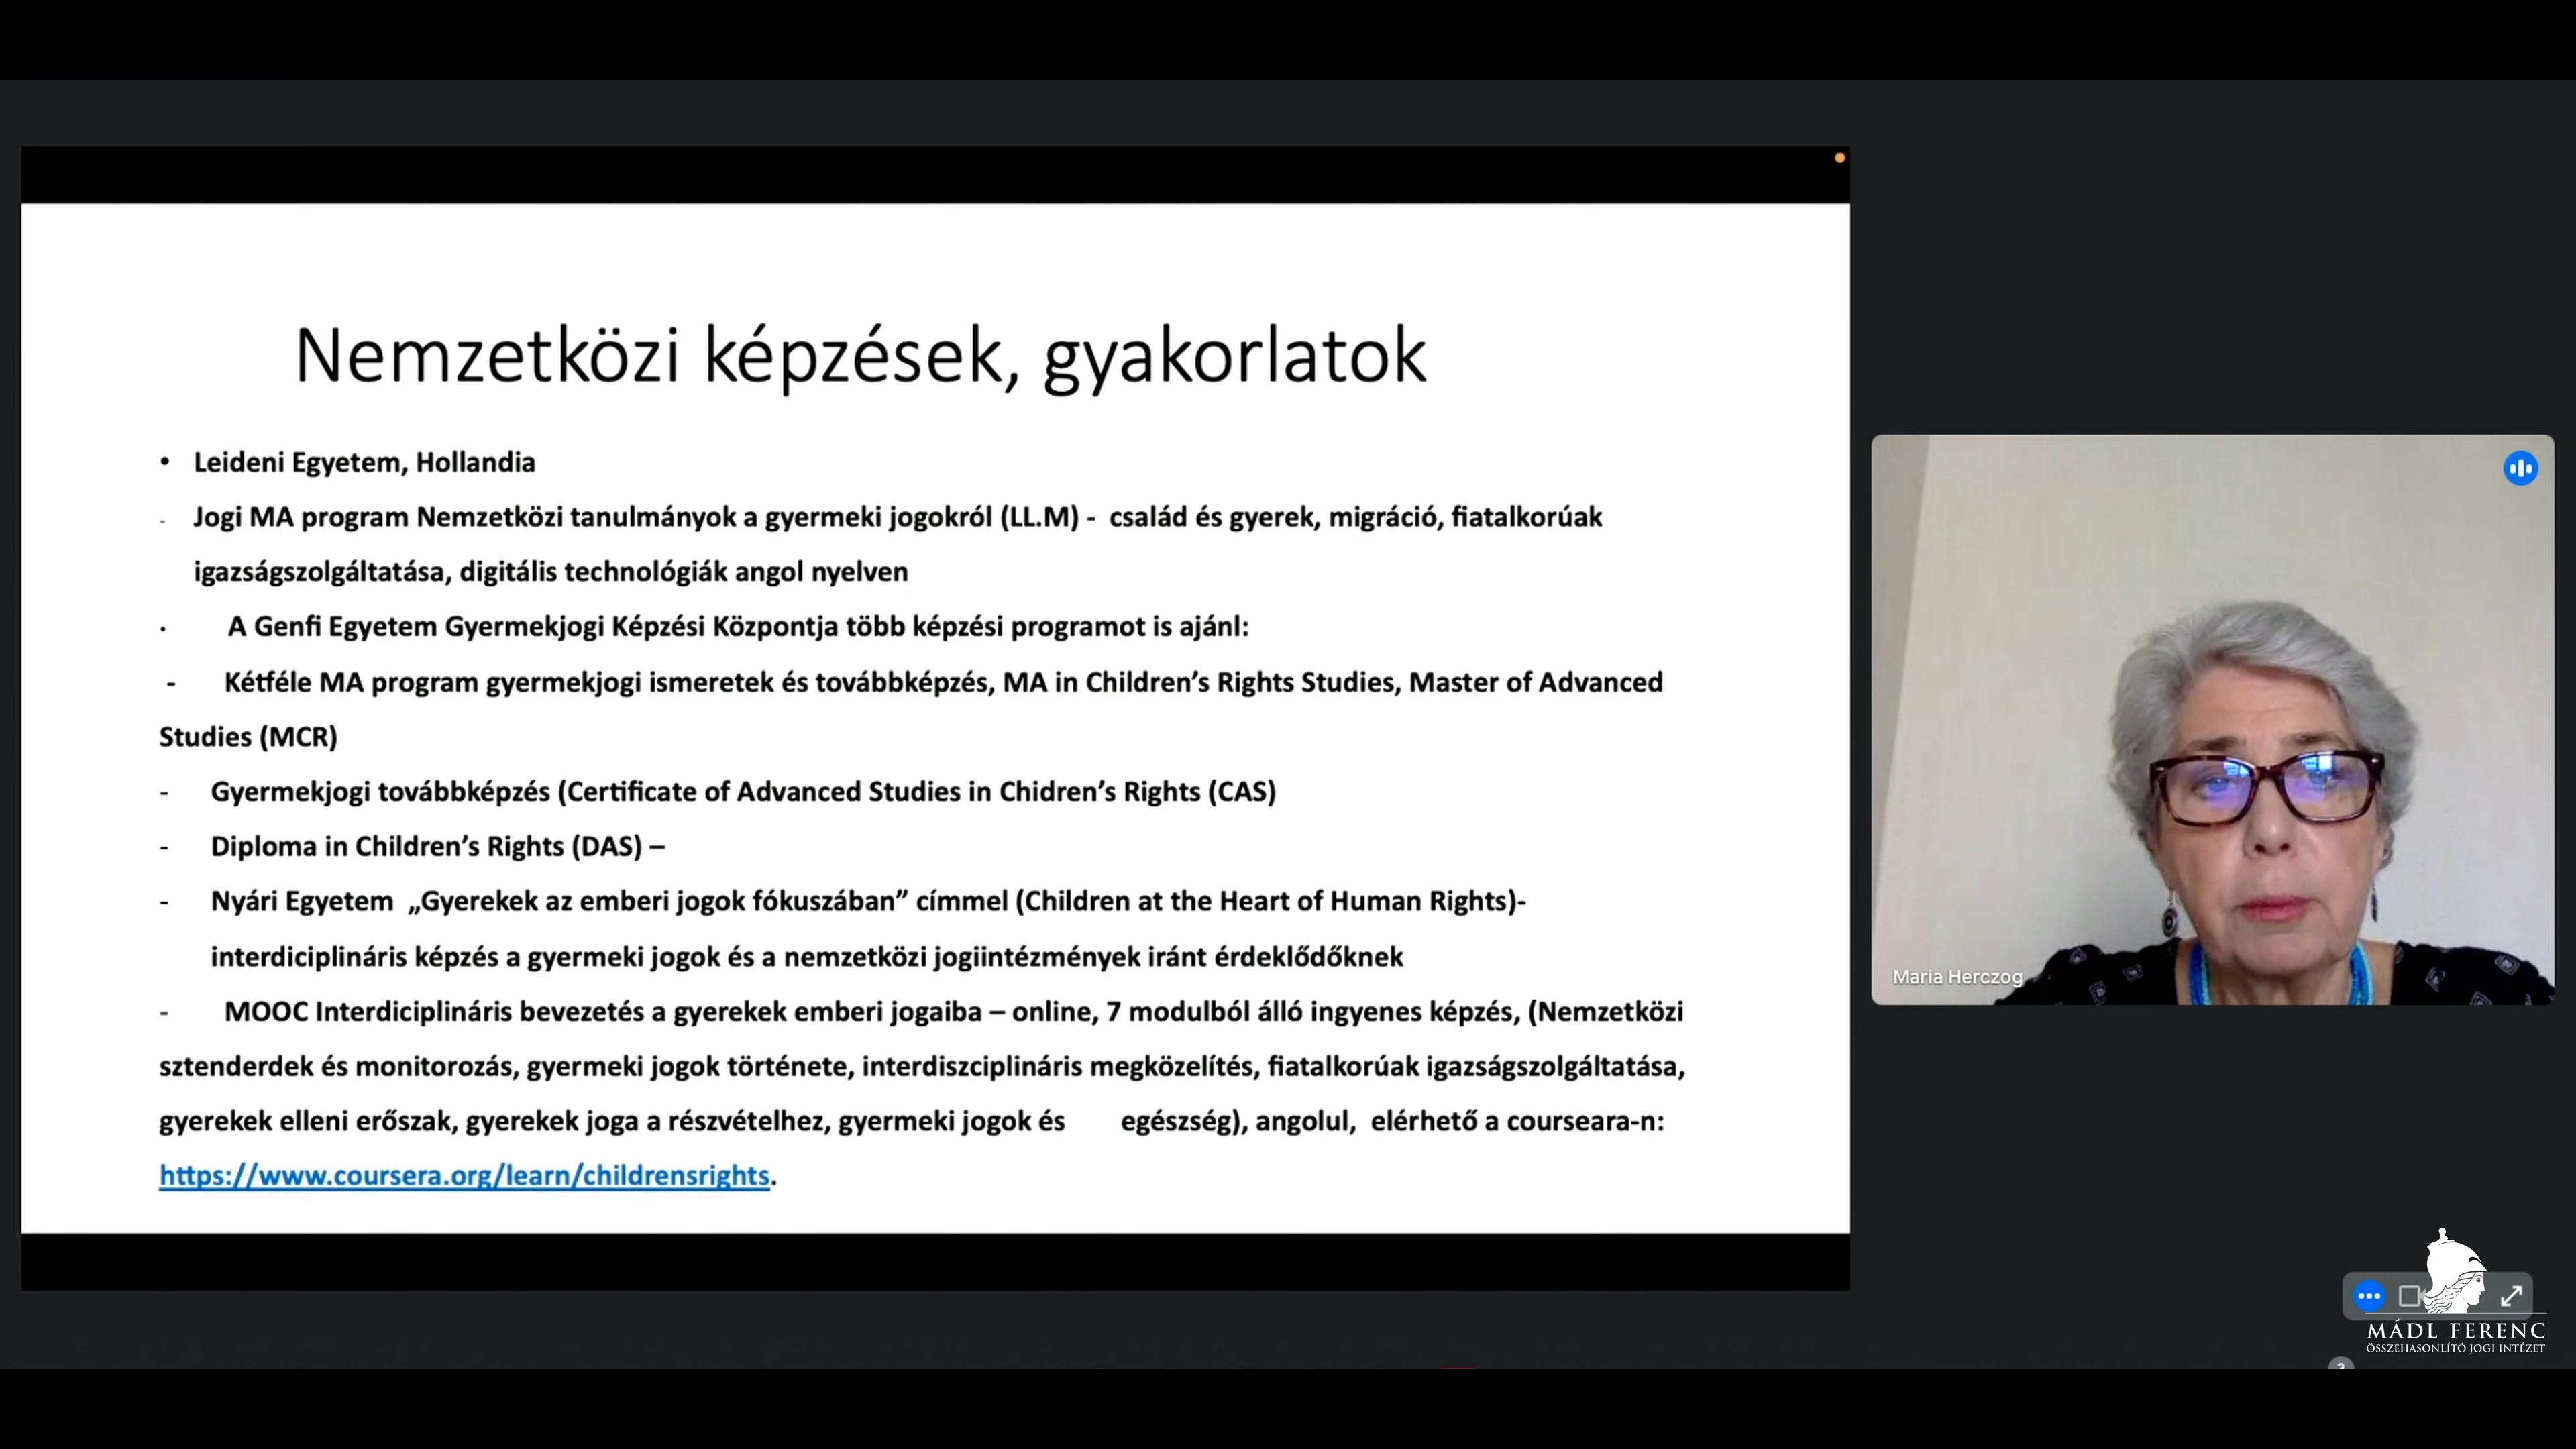 Nemzetközi képzések, gyakorlatok
• Leideni Egyetem, Hollandia
- Jogi MA program Nemzetközi tanulmányok a gyermeki jogokról (LL.M) - család és gyerek, migráció, fiatalkorúak
igazságszolgáltatása, digitális technológiák angol nyelven
· A Genfi Egyetem Gyermekjogi Képzési Központja több képzési programot is ajánl:
- Kétféle MA program gyermekjogi ismeretek és továbbképzés, MA in Children’s Rights Studies, Master of Advanced
Studies (MCR)
- Gyermekjogi továbbképzés (Certificate of Advanced Studies in Chidren’s Rights (CAS)
- Diploma in Children’s Rights (DAS) –
- Nyári Egyetem „Gyerekek az emberi jogok fókuszában” címmel (Children at the Heart of Human Rights)-
interdiciplináris képzés a gyermeki jogok és a nemzetközi jogiintézmények iránt érdeklődőknek
- MOOC Interdiciplináris bevezetés a gyerekek emberi jogaiba – online, 7 modulból álló ingyenes képzés, (Nemzetközi
sztenderdek és monitorozás, gyermeki jogok története, interdiszciplináris megközelítés, fiatalkorúak igazságszolgáltatása,
gyerekek elleni erőszak, gyerekek joga a részvételhez, gyermeki jogok és egészség), angolul, elérhető a courseara-n:
https://www.coursera.org/learn/childrensrights.
Maria Herczog
MÁDL FERENC
ÖSSZEHASONLÍTÓ JOGI INTÉZET